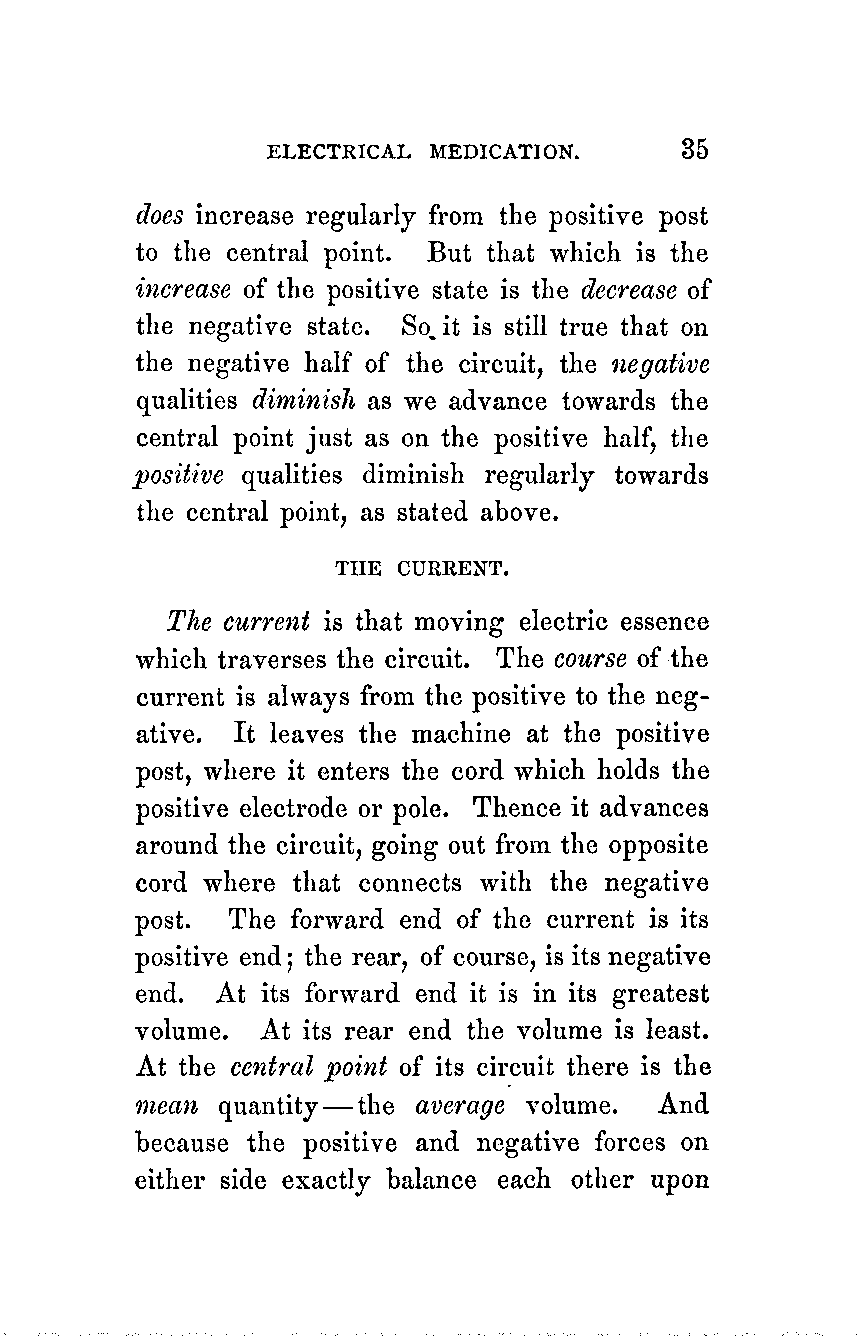 ELECTRICAL MEDICATION. 35
does increase regularly from the positive post
to the central point. But that which is the
increase of the positive state is the decrease of
the negative state. So it is still true that on
the negative half of the circuit, the negative
qualities diminish as we advance towards the
central point just as on the positive half, the
positive qualities diminish regularly towards
the central point, as stated above.
THE CURRENT.
The current is that moving electric essence
which traverses the circuit. The course of the
current is always from the positive to the neg-
ative. It leaves the machine at the positive
post, where it enters the cord which holds the
positive electrode or pole. Thence it advances
around the circuit, going out from the opposite
cord where that connects with the negative
post. The forward end of the current is its
positive end; the rear, of course, is its negative
end. At its forward end it is in its greatest
volume. At its rear end the volume is least.
At the central point of its circuit there is the
mean quantity—the average volume. And
because the positive and negative forces on
either side exactly balance each other upon